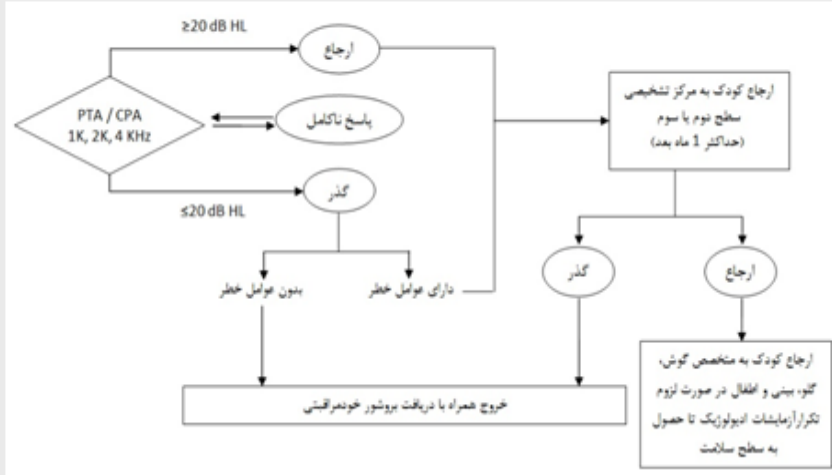 ≥20 dB HL
ارجاع
PTA / CPA
1K, 2K, 4 KHz
پاسخ ناکامل
ارجاع کودک به مرکز تشخیصی
سطح دوم یا سوم
(حداکثر 1 ماه بعد)
گذر
≤20 dB HL
بدون عوامل خطر
دارای عوامل خطر
گذر
ارجاع
خروج همراه با دریافت بروشور خودمراقبتی
ارجاع کودک به متخصص گوش،
گلو، بینی و اطفال در صورت لزوم
تکرارآزمایشات ادیولوژیک تا حصول
به سطح سلامت